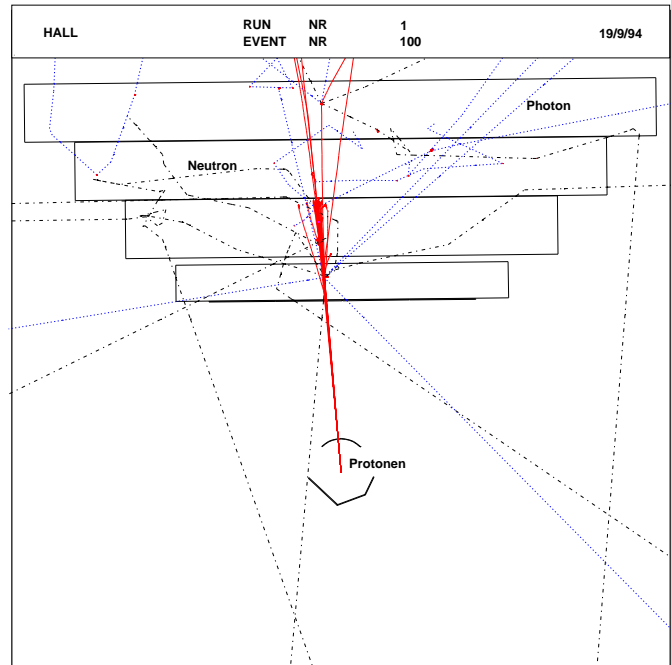 HALL RUN NR 1 19/9/94
EVENT NR 100
Photon
Neutron
Protonen